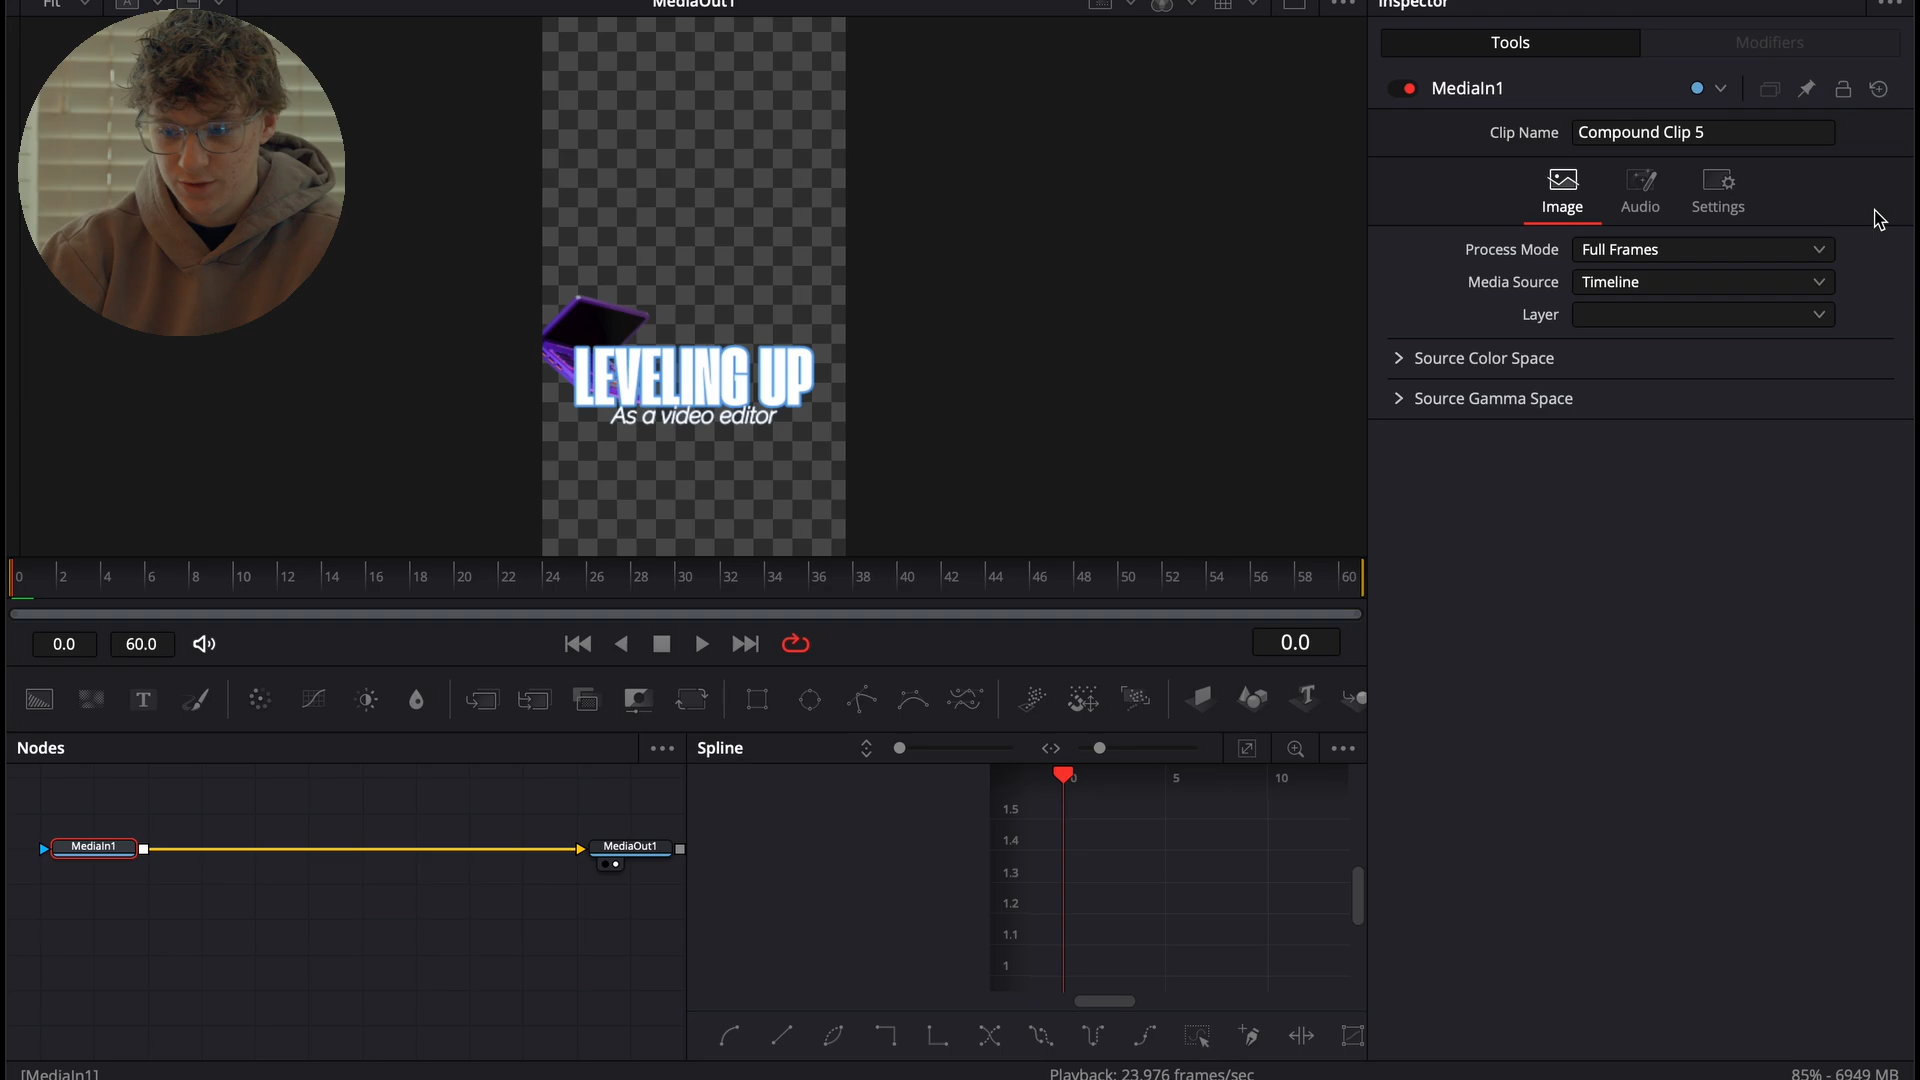 Fit
MediaOut1
Inspector
Tools
Modifiers
MediaIn1
Clip Name
Compound Clip 5
Image
Audio
Settings
Process Mode
Full Frames
Media Source
Timeline
Layer
Source Color Space
Source Gamma Space
LEVELING UP
As a video editor
0 2 4 6 8 10 12 14 16 18 20 22 24 26 28 30 32 34 36 38 40 42 44 46 48 50 52 54 56 58 60
0.0
60.0
0.0
T
T
Nodes
Spline
0 5 10
1.5
1.4
1.3
1.2
1.1
1
MediaIn1
MediaOut1
[MediaIn1]
Playback: 23.976 frames/sec
85% - 6949 MB